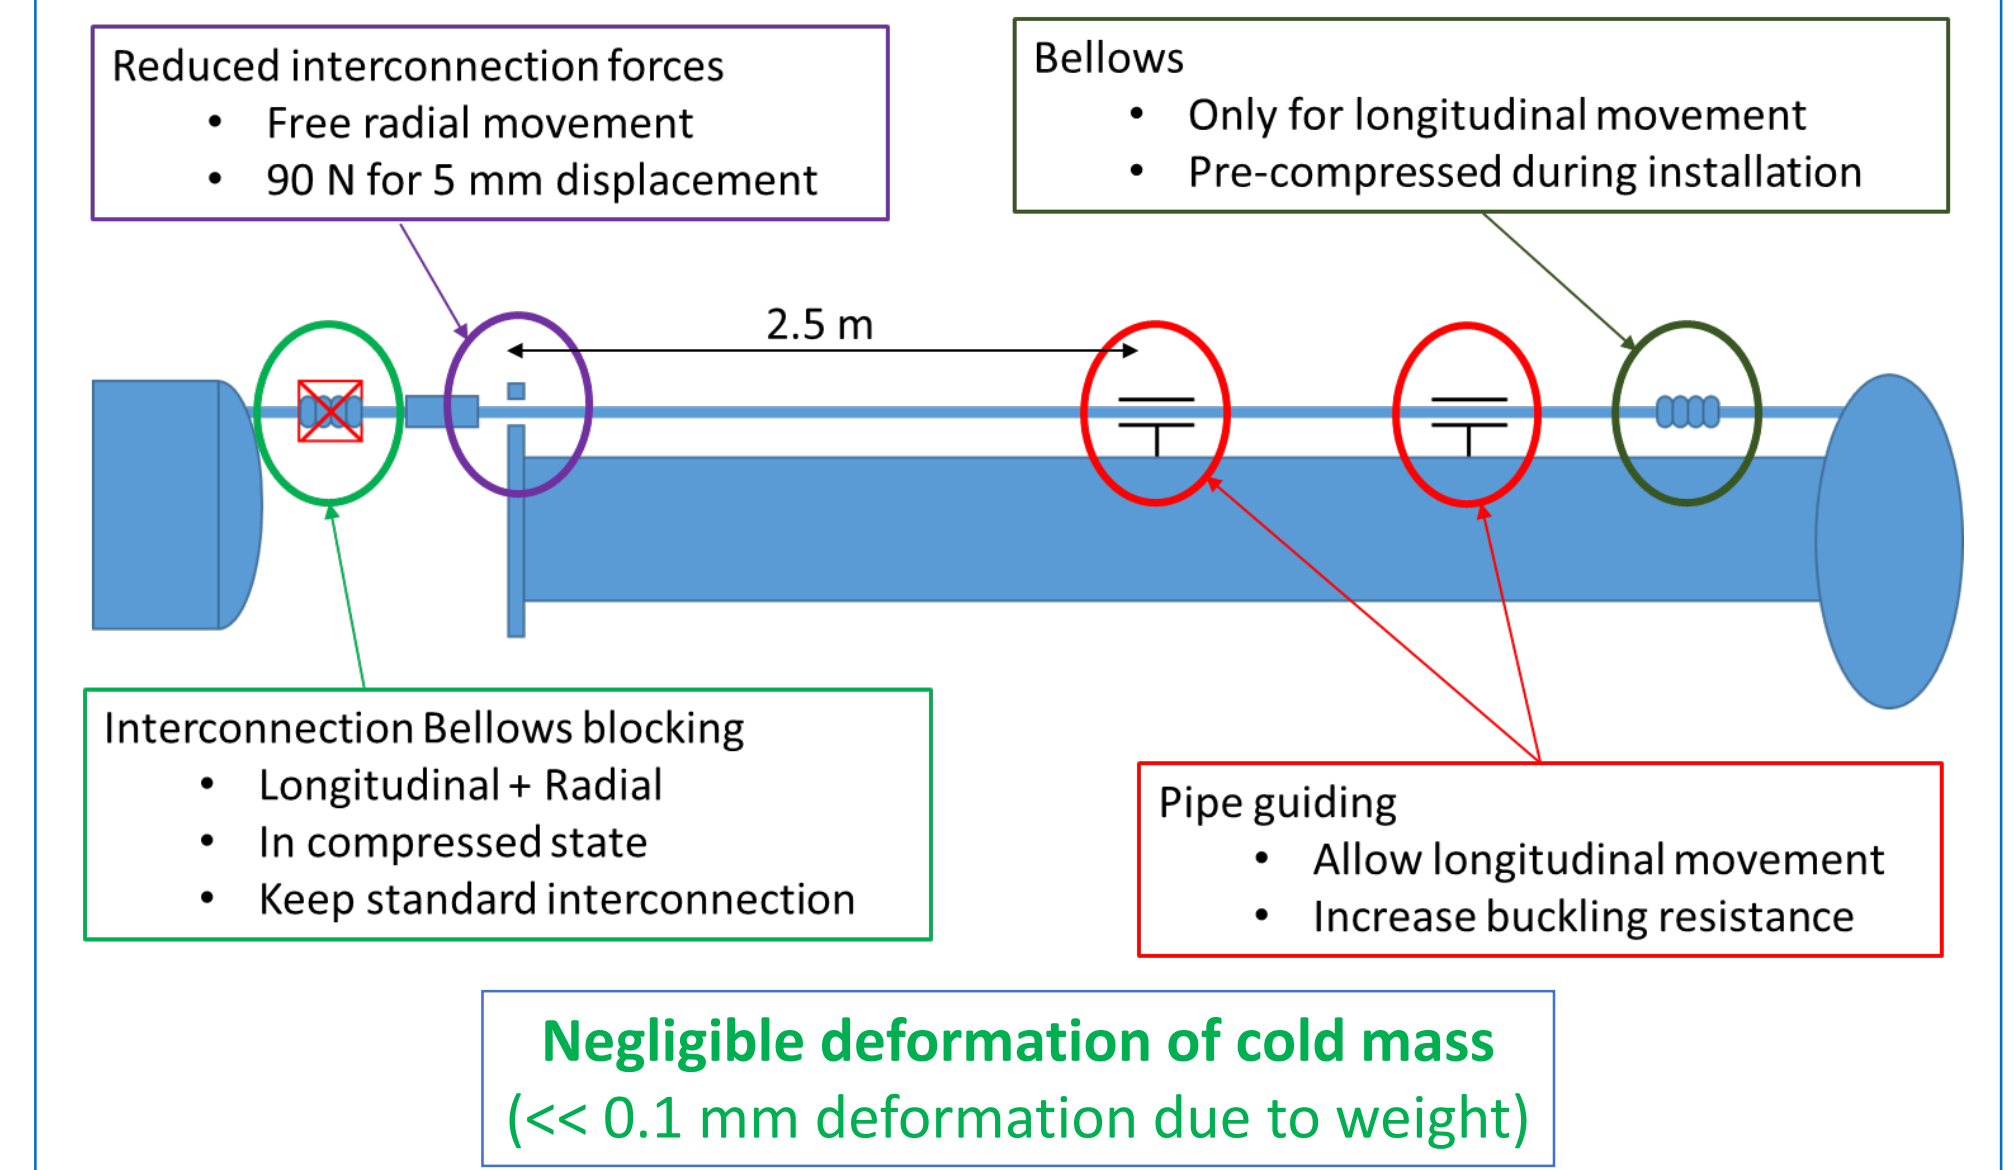 Reduced interconnection forces
• Free radial movement
• 90 N for 5 mm displacement
Bellows
• Only for longitudinal movement
• Pre-compressed during installation
2.5 m
Interconnection Bellows blocking
• Longitudinal + Radial
• In compressed state
• Keep standard interconnection
Pipe guiding
• Allow longitudinal movement
• Increase buckling resistance
Negligible deformation of cold mass
(<< 0.1 mm deformation due to weight)